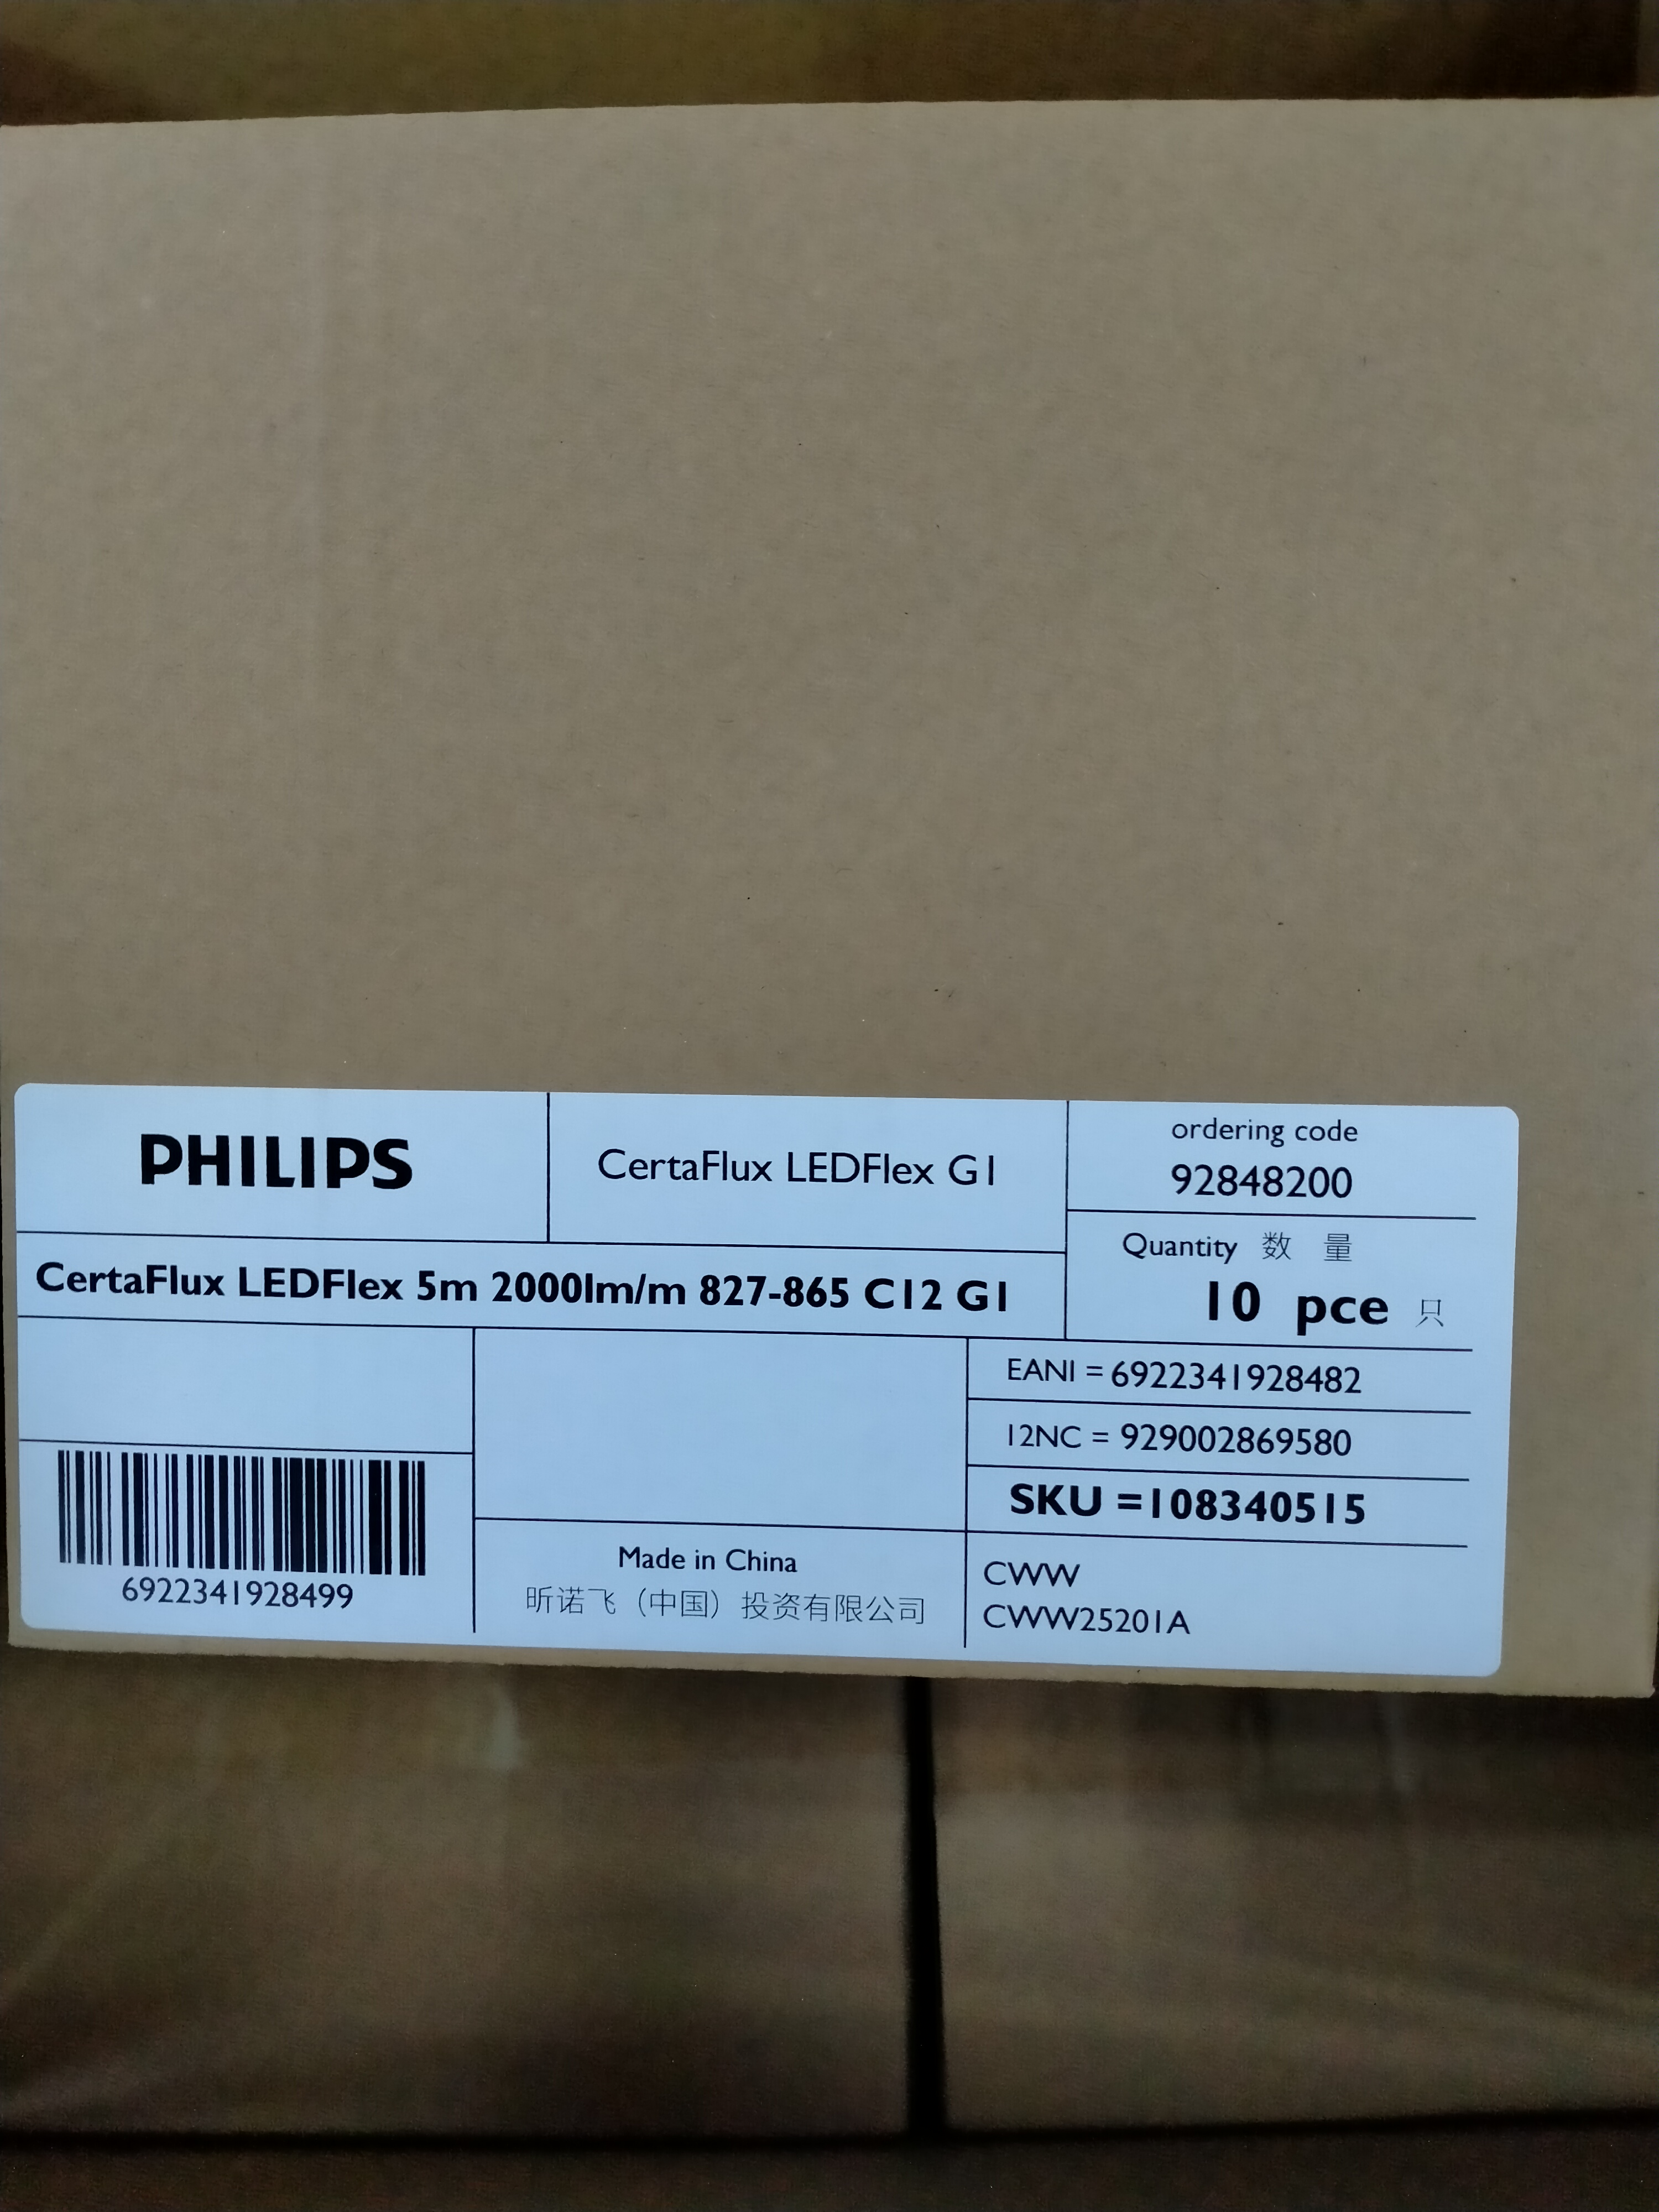 PHILIPS
CertaFlux LEDFlex G1
ordering code
92848200
Quantity 数 量
10 pce 只
CertaFlux LEDFlex 5m 2000lm/m 827-865 C12 G1
EAN1 = 6922341928482
12NC = 929002869580
SKU =108340515
6922341928499
Made in China
昕诺飞（中国）投资有限公司
CWW
CWW25201A